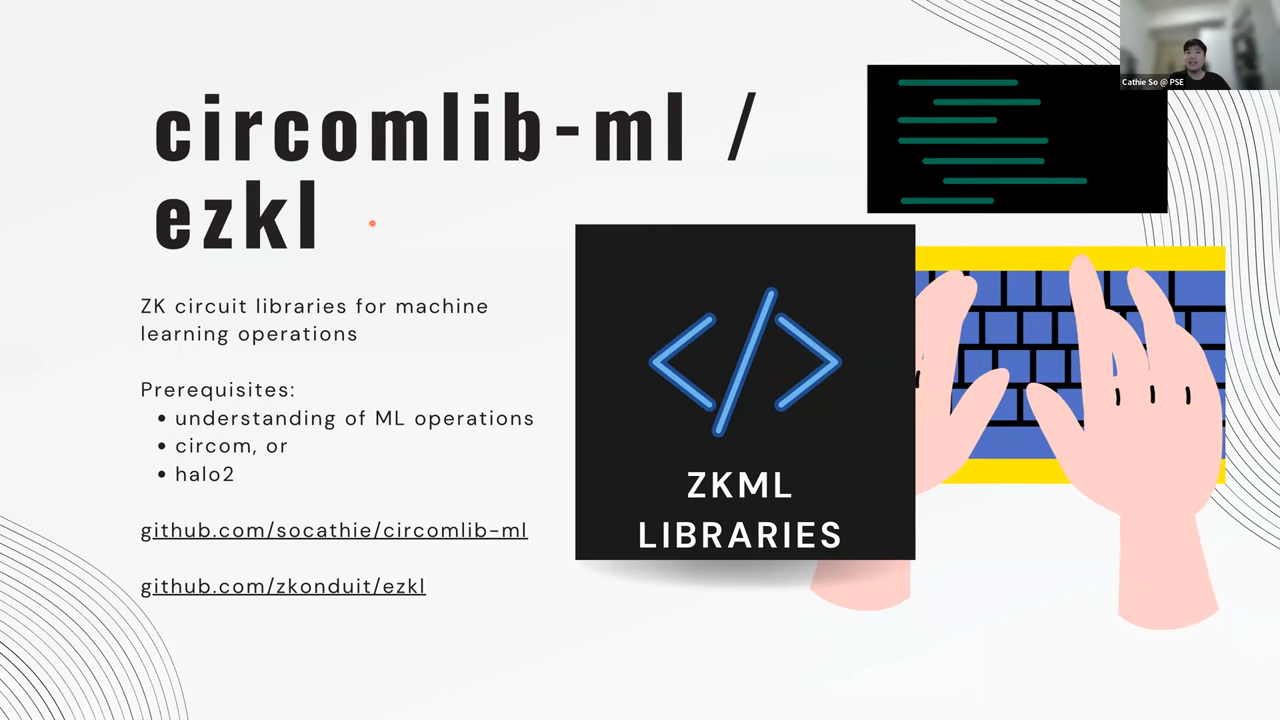 circomlib-ml /
ezkl
ZK circuit libraries for machine
learning operations
Prerequisites:
• understanding of ML operations
• circom, or
• halo2
github.com/socathie/circomlib-ml
github.com/zkonduit/ezkl
ZKML
LIBRARIES
Cathie So @ PSE